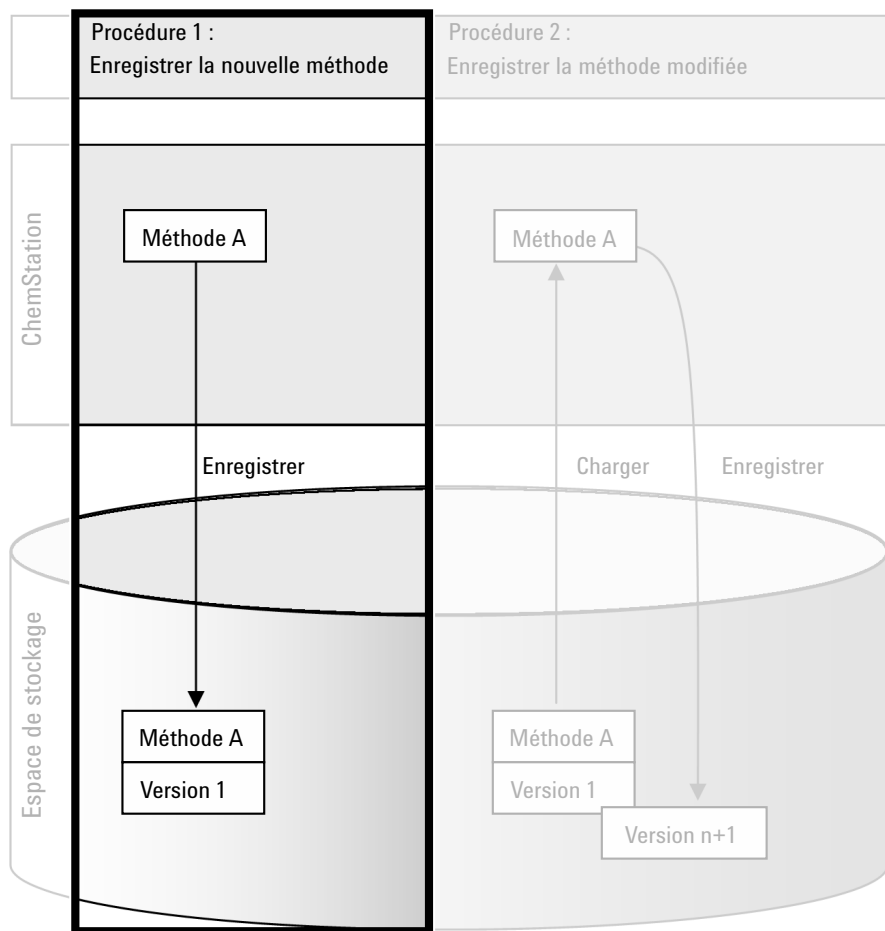 Procédure 1 :
Enregistrer la nouvelle méthode
Procédure 2 :
Enregistrer la méthode modifiée
ChemStation
Méthode A
Méthode A
Enregistrer
Charger
Enregistrer
Espace de stockage
Méthode A
Version 1
Méthode A
Version 1
Version n+1